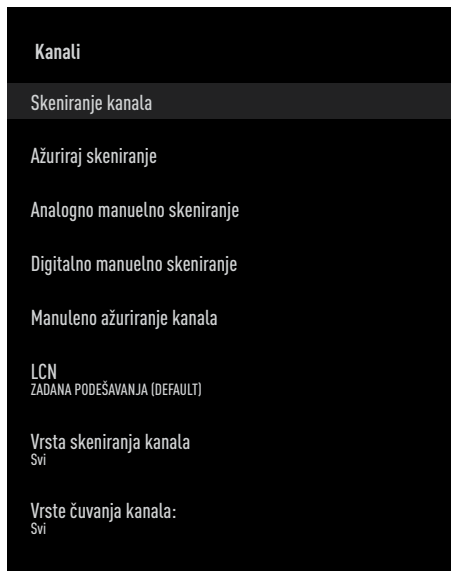 Kanali
Skeniranje kanala
Ažuriraj skeniranje
Analogno manuelno skeniranje
Digitalno manuelno skeniranje
Manuleno ažuriranje kanala
LCN
ZADANA PODEŠAVANJA (DEFAULT)
Vrsta skeniranja kanala
Svi
Vrste čuvanja kanala:
Svi